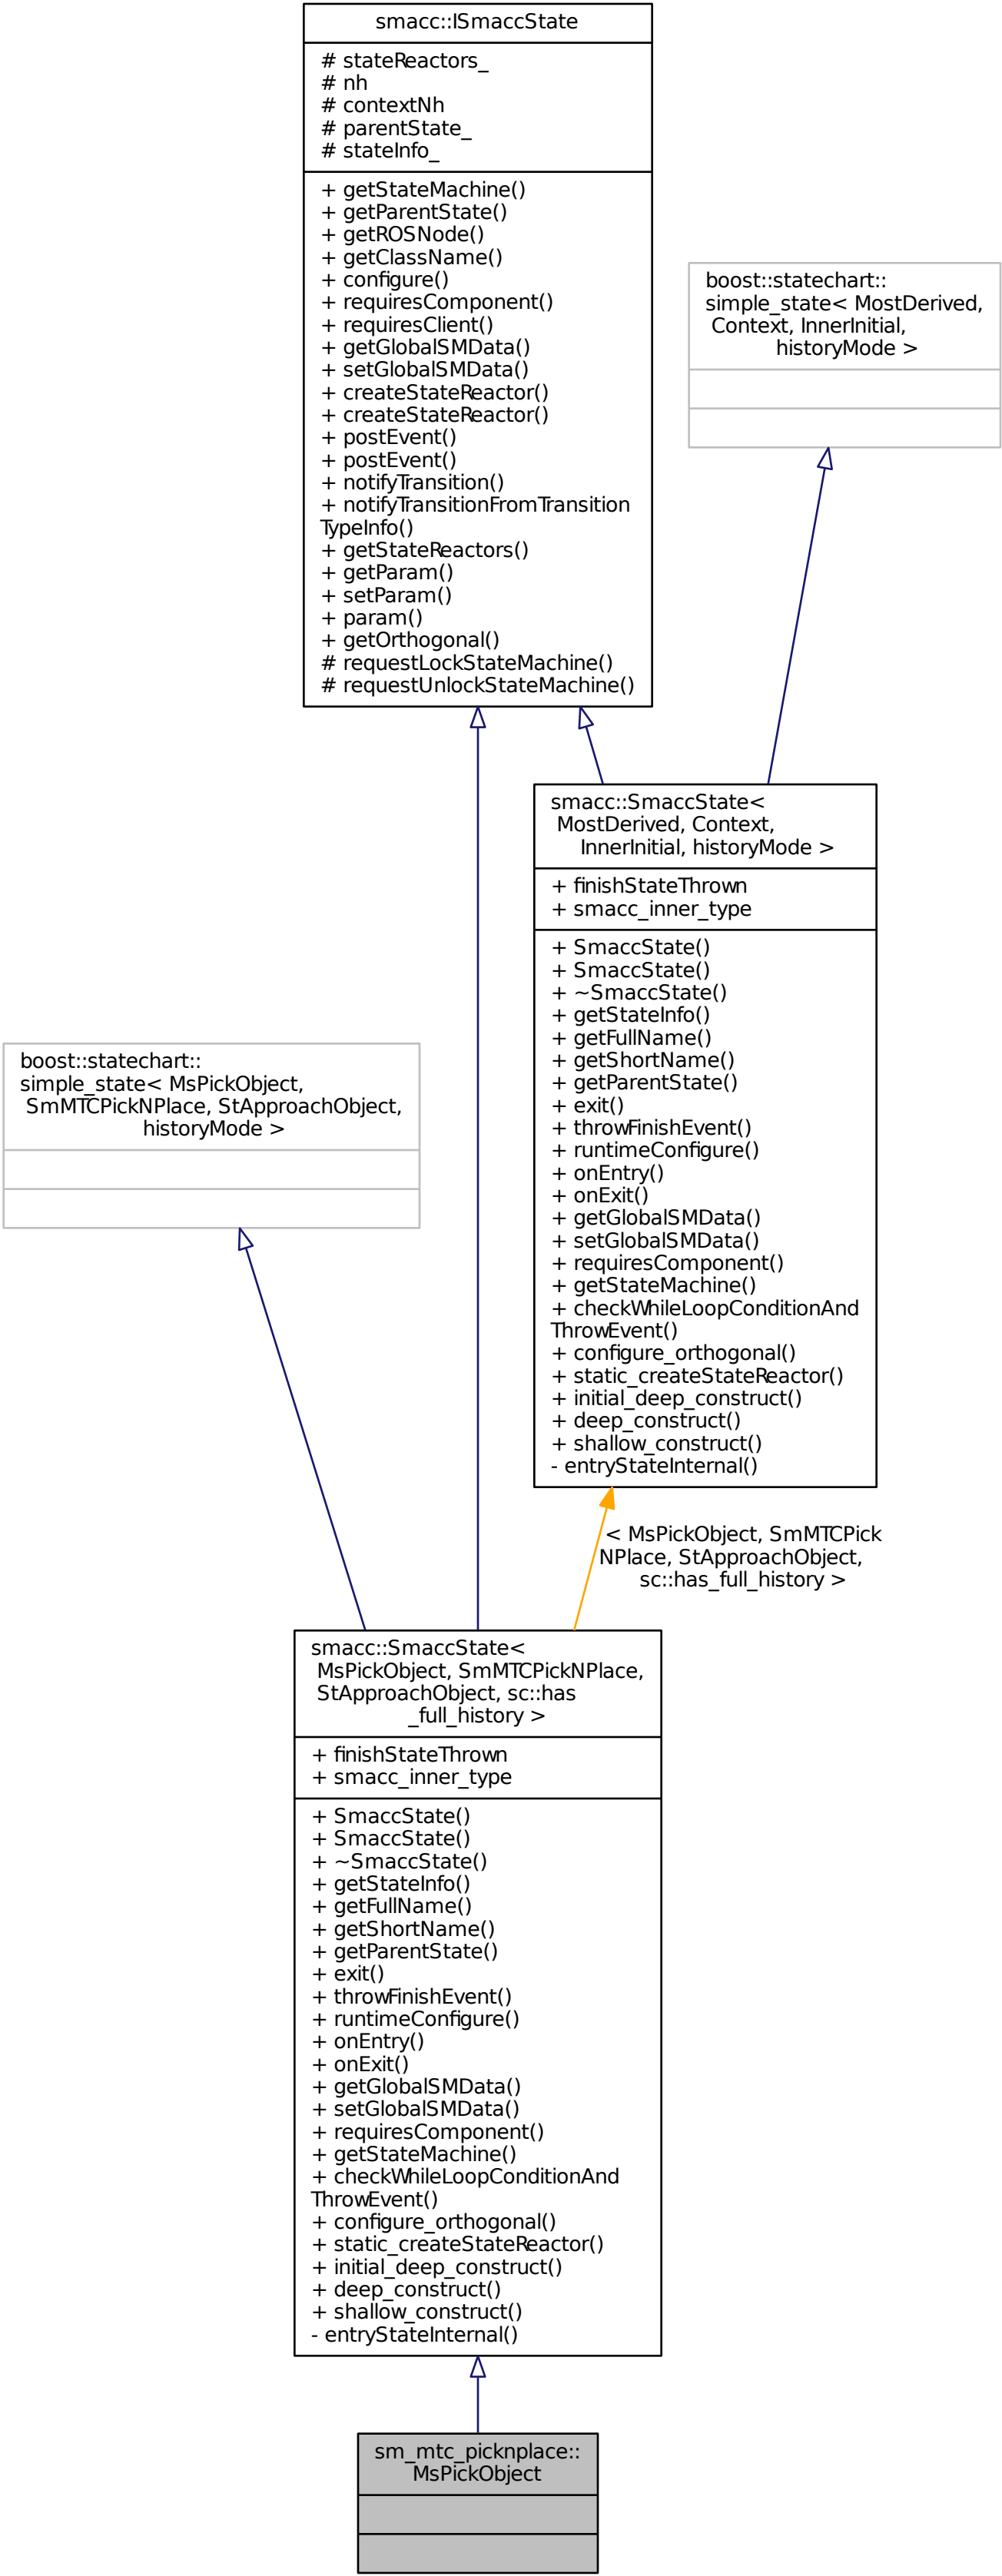 smacc::ISmaccState
# stateReactors_
# nh
# contextNh
# parentState_
# stateInfo_
+ getStateMachine()
+ getParentState()
+ getROSNode()
+ getClassName()
+ configure()
+ requiresComponent()
+ requiresClient()
+ getGlobalSMData()
+ setGlobalSMData()
+ createStateReactor()
+ createStateReactor()
+ postEvent()
+ postEvent()
+ notifyTransition()
+ notifyTransitionFromTransition
TypeInfo()
+ getStateReactors()
+ getParam()
+ setParam()
+ param()
+ getOrthogonal()
# requestLockStateMachine()
# requestUnlockStateMachine()
boost::statechart::
simple_state< MostDerived,
Context, InnerInitial,
historyMode >
smacc::SmaccState<
MostDerived, Context,
InnerInitial, historyMode >
+ finishStateThrown
+ smacc_inner_type
+ SmaccState()
+ SmaccState()
+ ~SmaccState()
+ getStateInfo()
+ getFullName()
+ getShortName()
+ getParentState()
+ exit()
+ throwFinishEvent()
+ runtimeConfigure()
+ onEntry()
+ onExit()
+ getGlobalSMData()
+ setGlobalSMData()
+ requiresComponent()
+ getStateMachine()
+ checkWhileLoopConditionAnd
ThrowEvent()
+ configure_orthogonal()
+ static_createStateReactor()
+ initial_deep_construct()
+ deep_construct()
+ shallow_construct()
- entryStateInternal()
boost::statechart::
simple_state< MsPickObject,
SmMTCPickNPlace, StApproachObject,
historyMode >
< MsPickObject, SmMTCPick
NPlace, StApproachObject,
sc::has_full_history >
smacc::SmaccState<
MsPickObject, SmMTCPickNPlace,
StApproachObject, sc::has
_full_history >
+ finishStateThrown
+ smacc_inner_type
+ SmaccState()
+ SmaccState()
+ ~SmaccState()
+ getStateInfo()
+ getFullName()
+ getShortName()
+ getParentState()
+ exit()
+ throwFinishEvent()
+ runtimeConfigure()
+ onEntry()
+ onExit()
+ getGlobalSMData()
+ setGlobalSMData()
+ requiresComponent()
+ getStateMachine()
+ checkWhileLoopConditionAnd
ThrowEvent()
+ configure_orthogonal()
+ static_createStateReactor()
+ initial_deep_construct()
+ deep_construct()
+ shallow_construct()
- entryStateInternal()
sm_mtc_picknplace::
MsPickObject